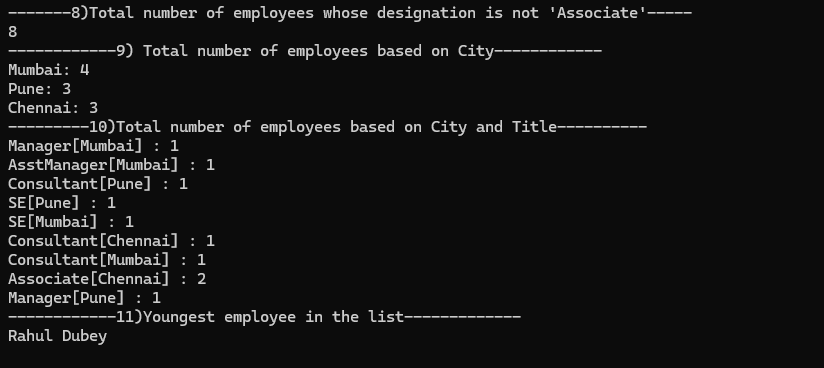 -------8)Total number of employees whose designation is not 'Associate'-----
8
------------9) Total number of employees based on City------------
Mumbai: 4
Pune: 3
Chennai: 3
---------10)Total number of employees based on City and Title----------
Manager[Mumbai] : 1
AsstManager[Mumbai] : 1
Consultant[Pune] : 1
SE[Pune] : 1
SE[Mumbai] : 1
Consultant[Chennai] : 1
Consultant[Mumbai] : 1
Associate[Chennai] : 2
Manager[Pune] : 1
------------11)Youngest employee in the list-------------
Rahul Dubey